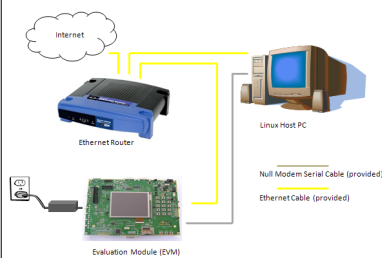 Internet
Ethernet Router
Linux Host PC
Null Modem Serial Cable (provided)
Ethernet Cable (provided)
Evaluation Module (EVM)